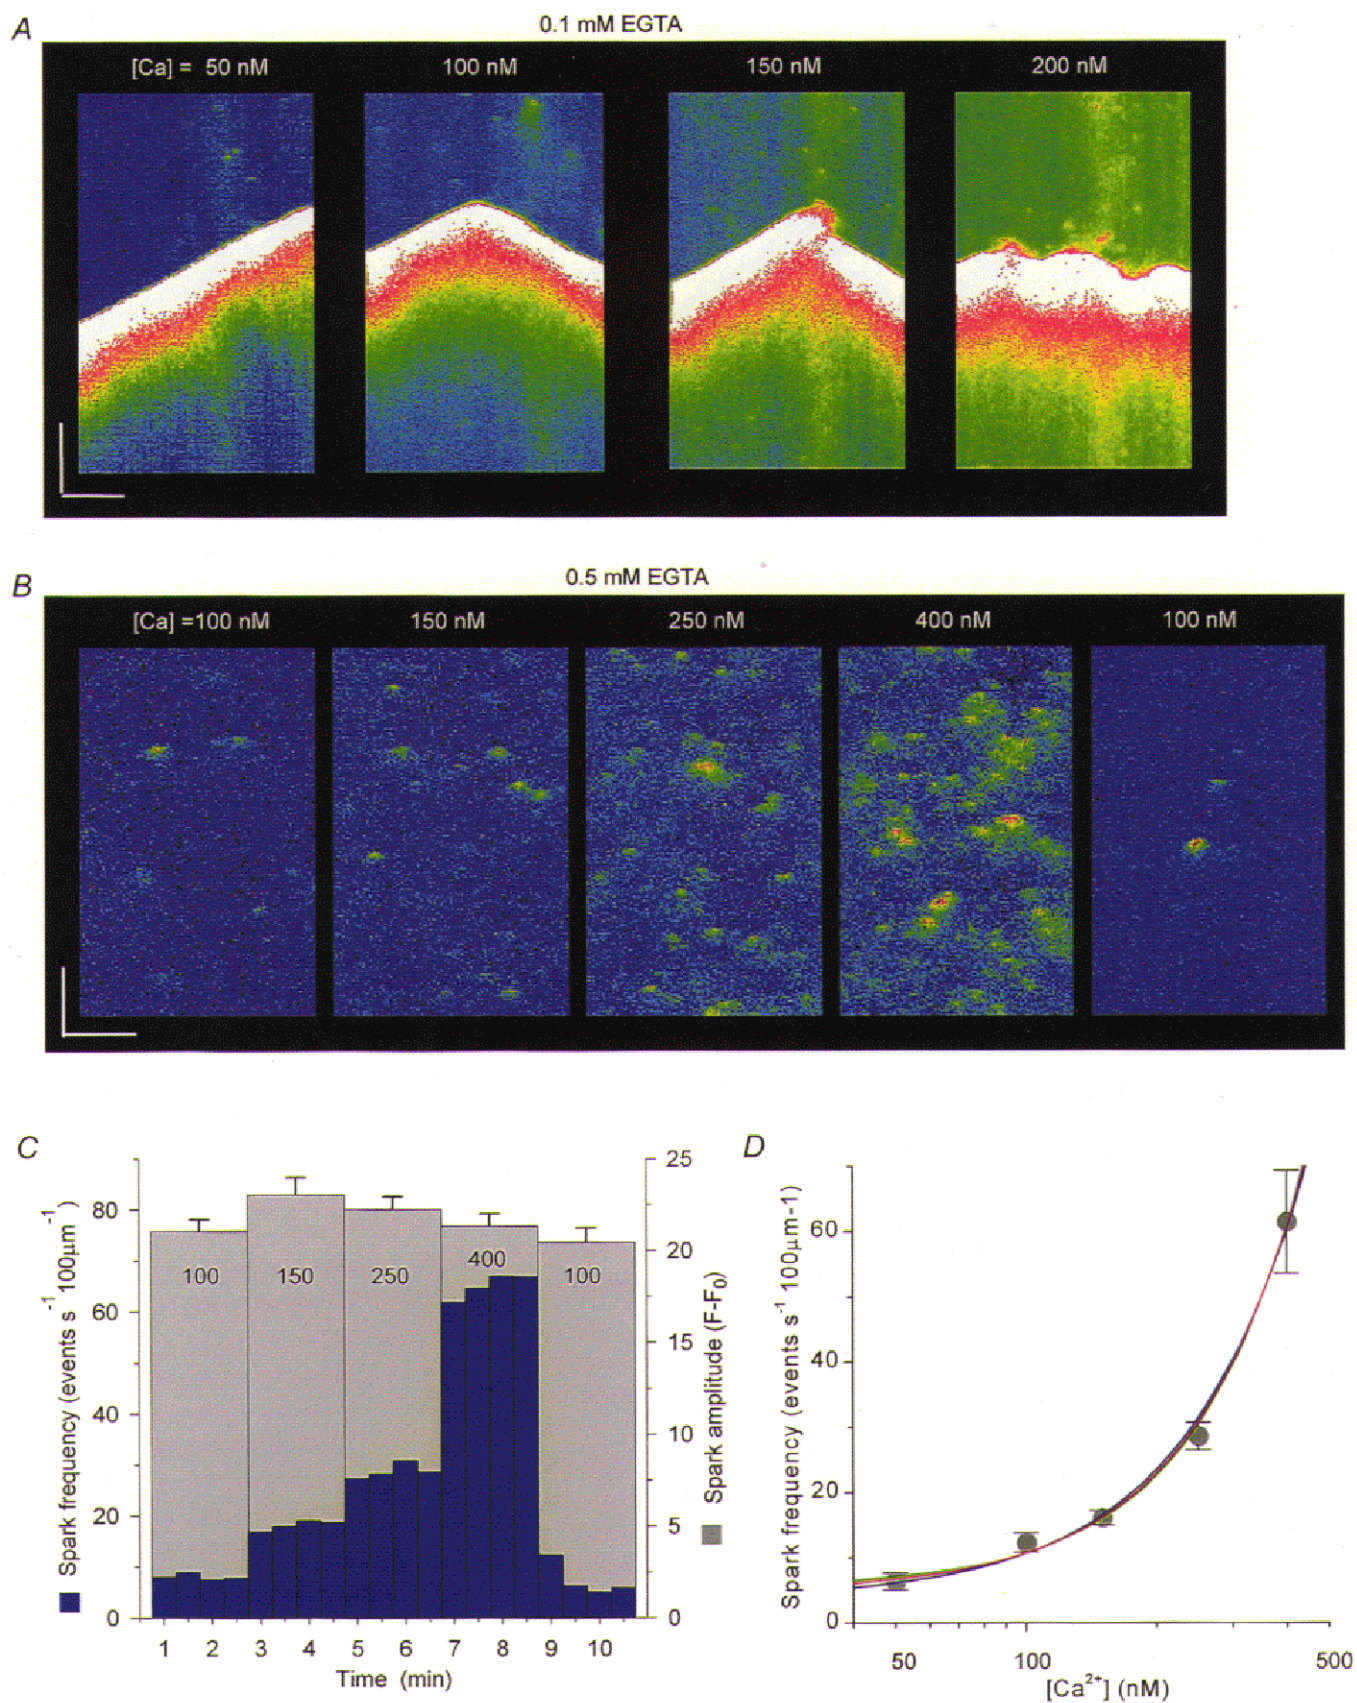 A
0.1 mM EGTA
[Ca] = 50 nM
100 nM
150 nM
200 nM
B
0.5 mM EGTA
[Ca] =100 nM
150 nM
250 nM
400 nM
100 nM
C
Spark frequency (events s-1 100μm-1
80
60
40
20
0
100
150
250
400
100
25
20
15
10
5
0
Spark amplitude (F-F0)
1 2 3 4 5 6 7 8 9 10
Time (min)
D
Spark frequency (events s-1 100μm-1)
60
40
20
0
50
100
500
[Ca2+] (nM)